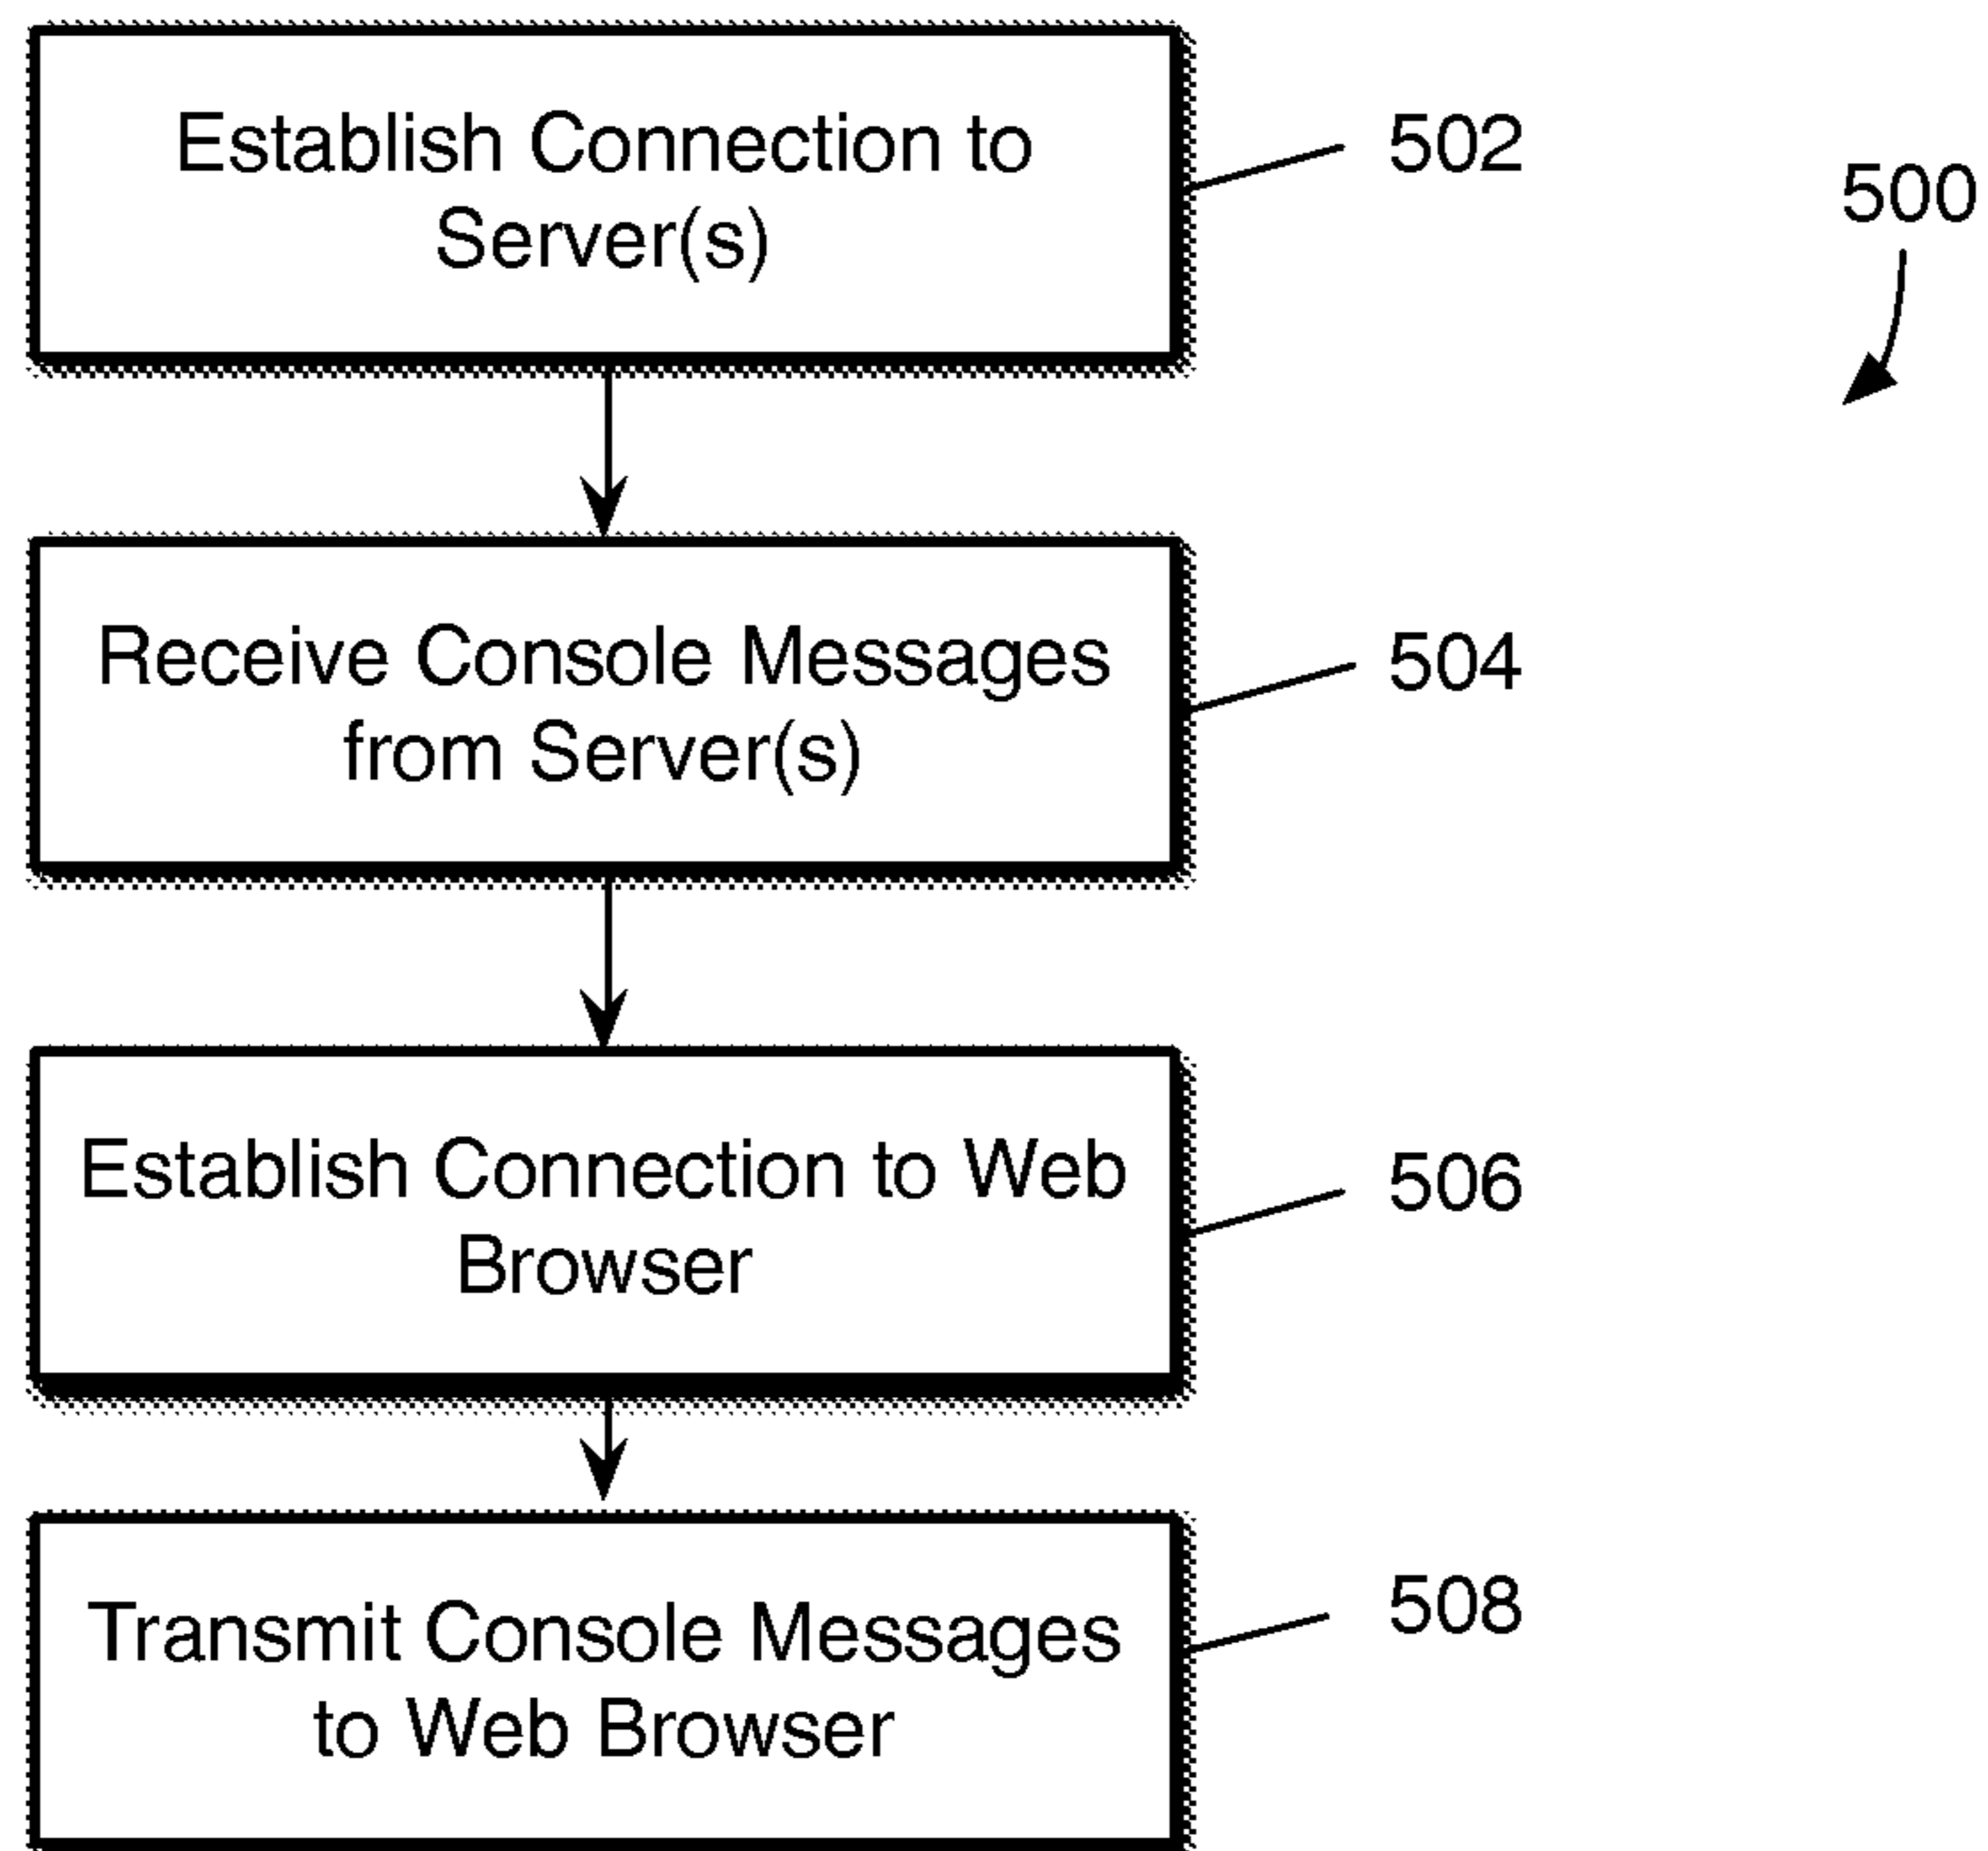 Establish Connection to
Server(s)
502
500
Receive Console Messages
from Server(s)
504
Establish Connection to Web
Browser
506
Transmit Console Messages
to Web Browser
508